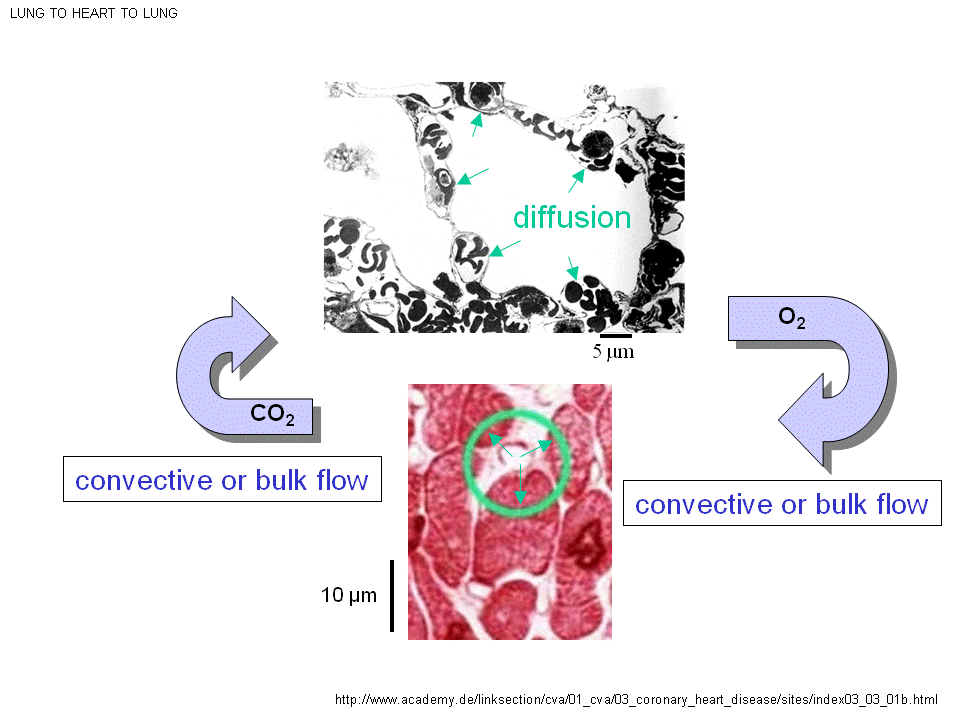 LUNG TO HEART TO LUNG
diffusion
5 µm
O2
CO2
convective or bulk flow
convective or bulk flow
10 µm
http://www.academy.de/linksection/cva/01_cva/03_coronary_heart_disease/sites/index03_03_01b.html